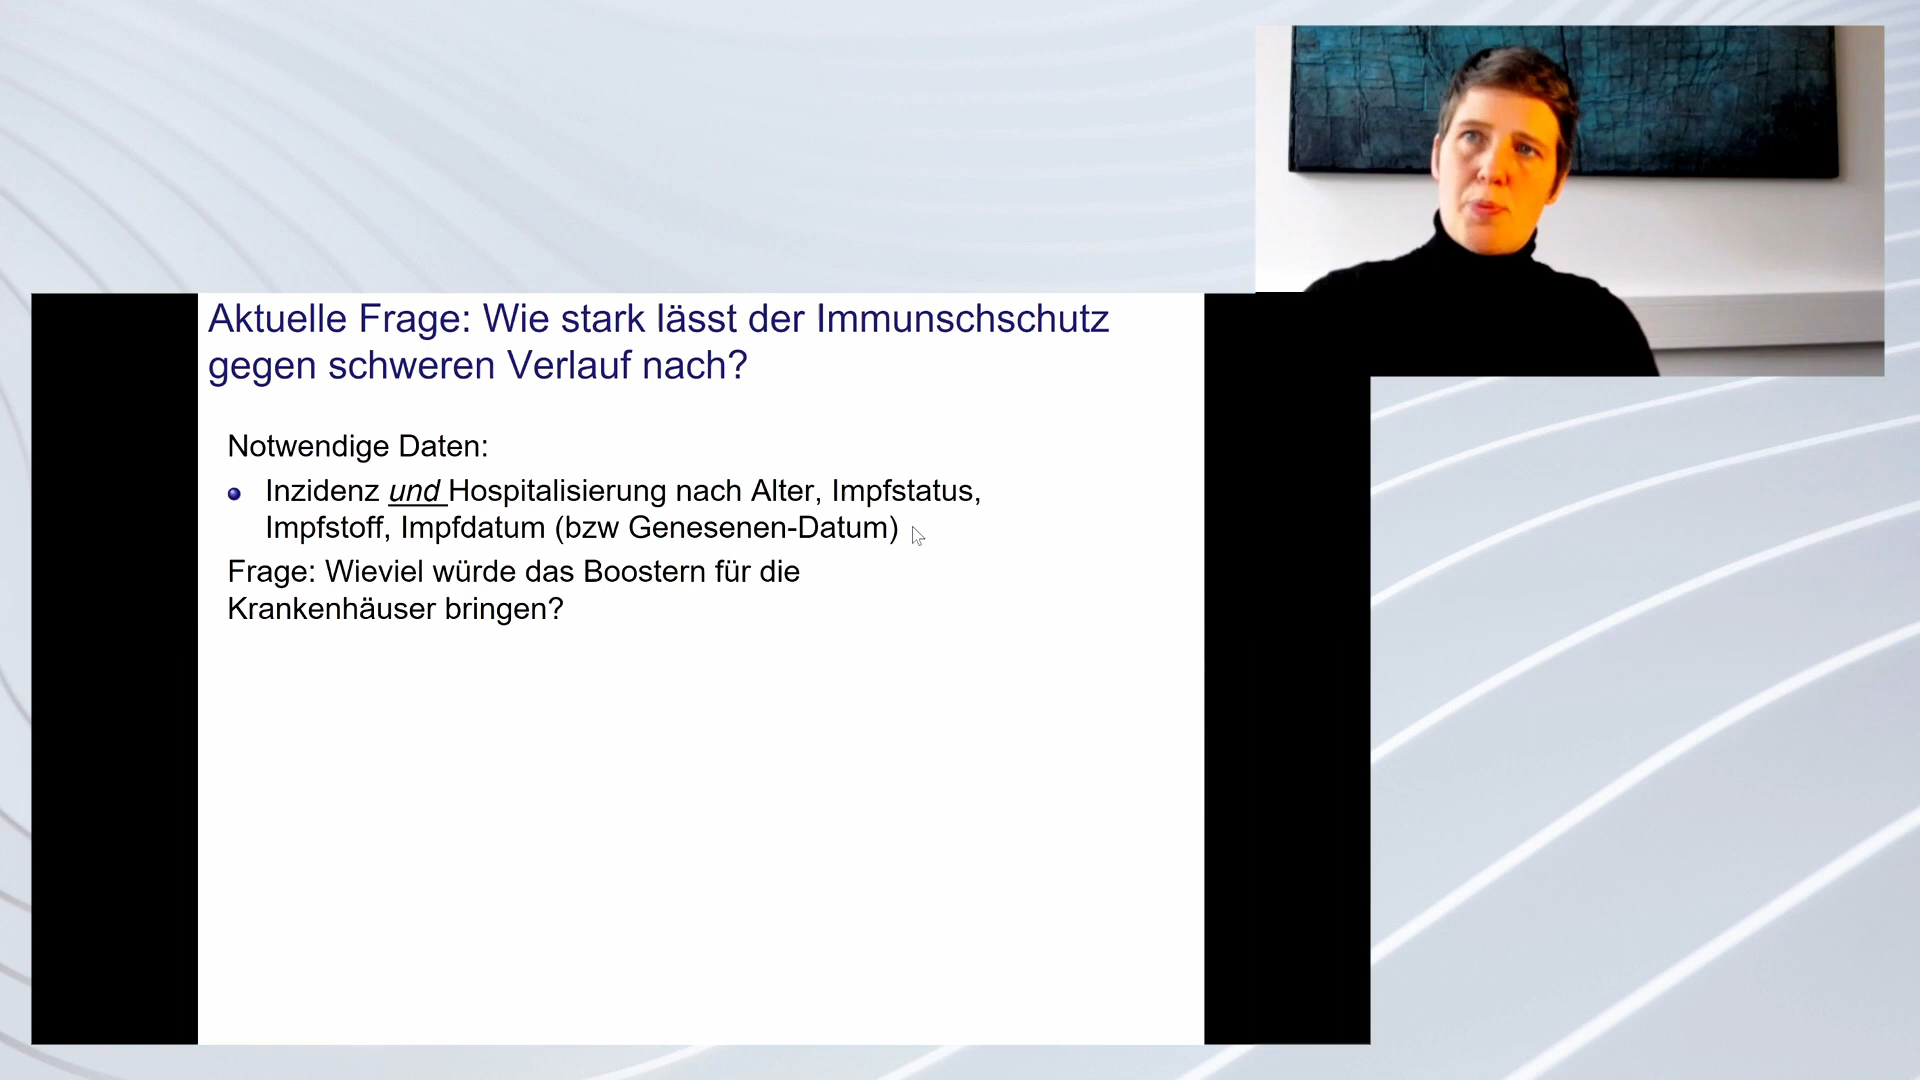 Aktuelle Frage: Wie stark lässt der Immunschschutz
gegen schweren Verlauf nach?
Notwendige Daten:
Inzidenz und Hospitalisierung nach Alter, Impfstatus,
Impfstoff, Impfdatum (bzw Genesenen-Datum)
Frage: Wieviel würde das Boostern für die
Krankenhäuser bringen?